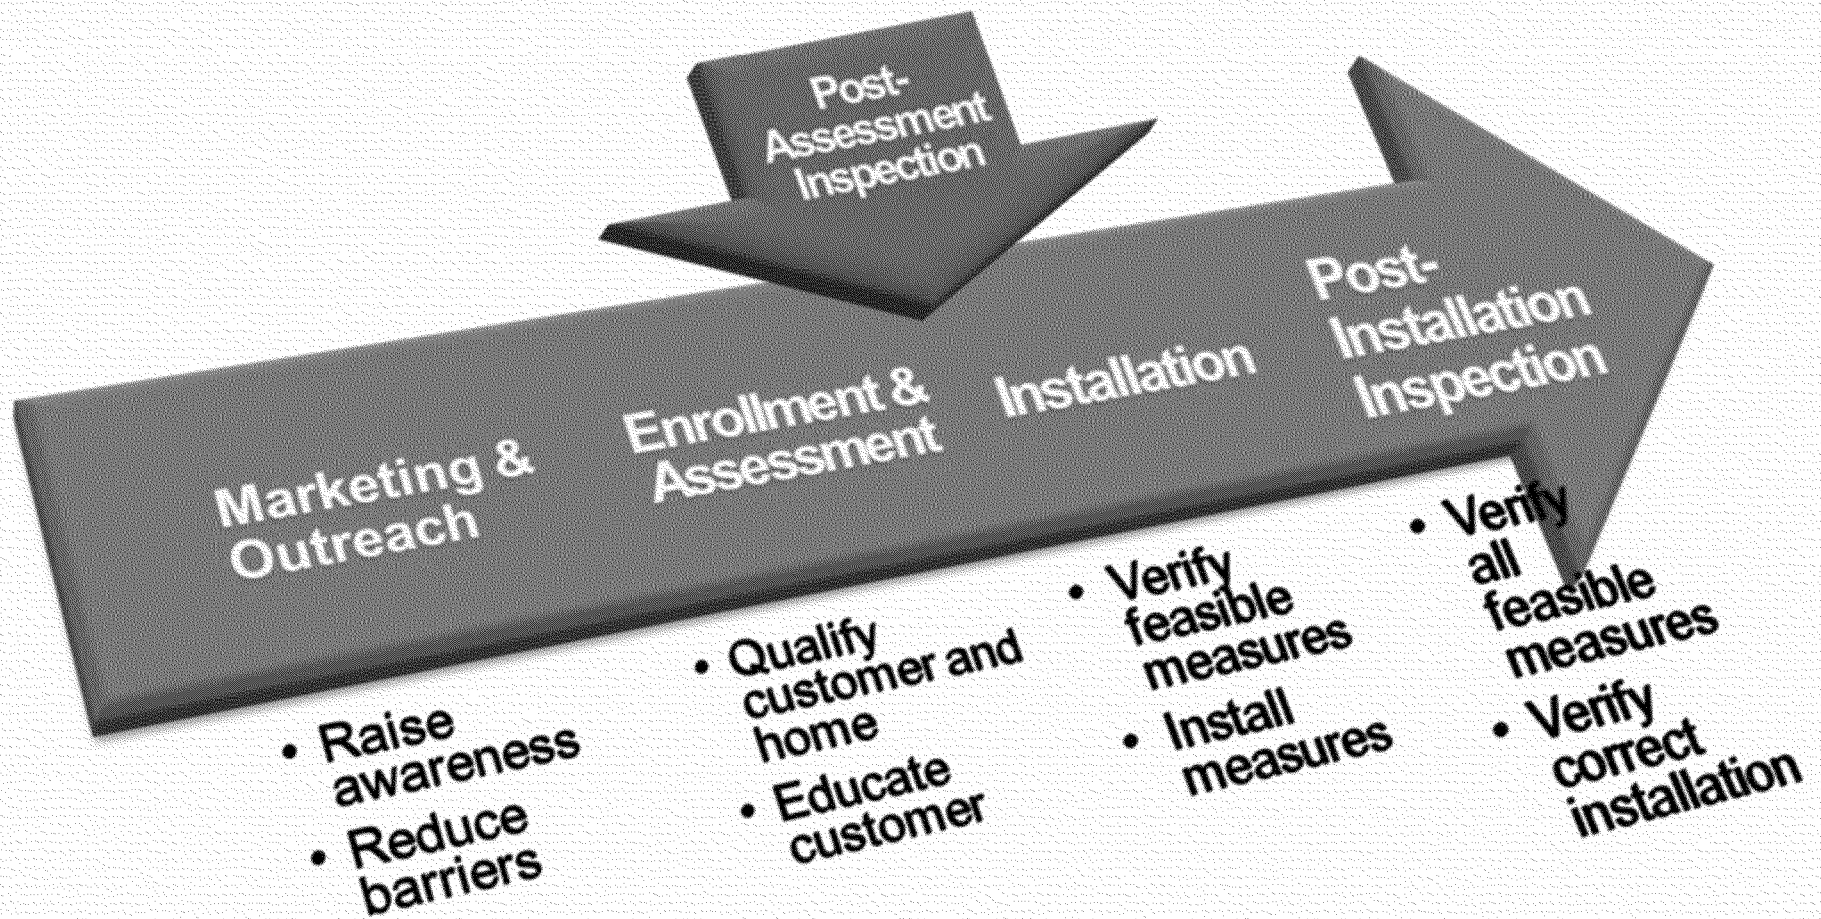 Post-
Assessment
Inspection
Marketing &
Outreach
Enrollment &
Assessment
Installation
Post-
Installation
Inspection
• Raise
awareness
• Reduce
barriers
• Qualify
customer and
home
• Educate
customer
• Verify
feasible
measures
• Install
measures
• Verify
all
feasible
measures
• Verify
correct
installation